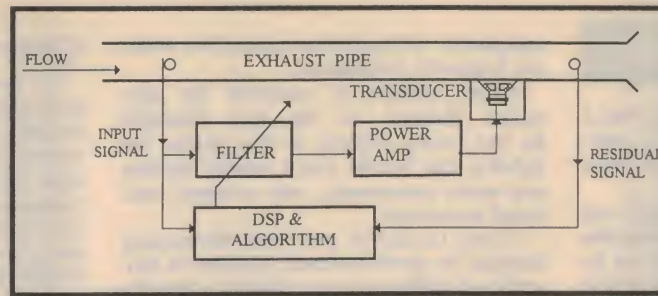 EXHAUST PIPE
FLOW
TRANSDUCER
INPUT
SIGNAL
FILTER
POWER
AMP
RESIDUAL
SIGNAL
DSP &
ALGORITHM